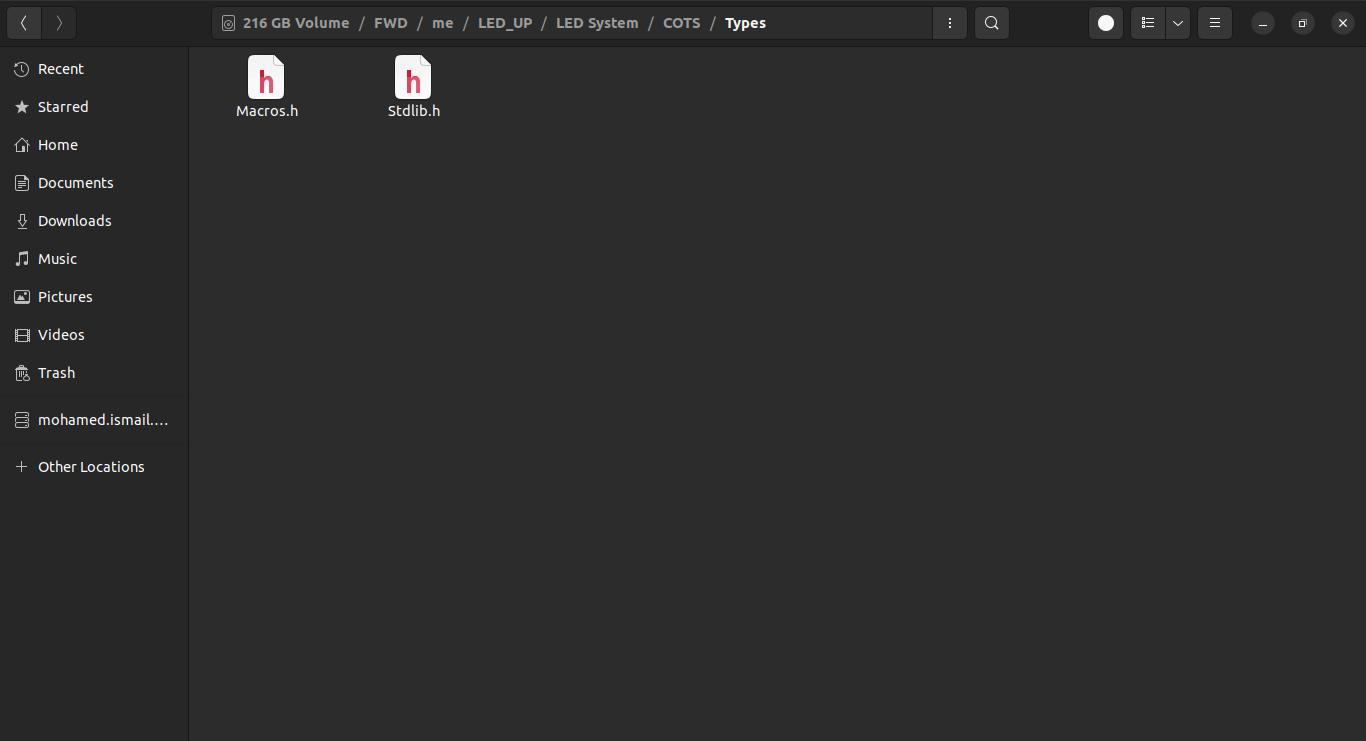 216 GB Volume / FWD / me / LED_UP / LED System / COTS / Types
Recent
Starred
Home
Documents
Downloads
Music
Pictures
Videos
Trash
mohamed.ismail....
Other Locations
h h
Macros.h Stdlib.h